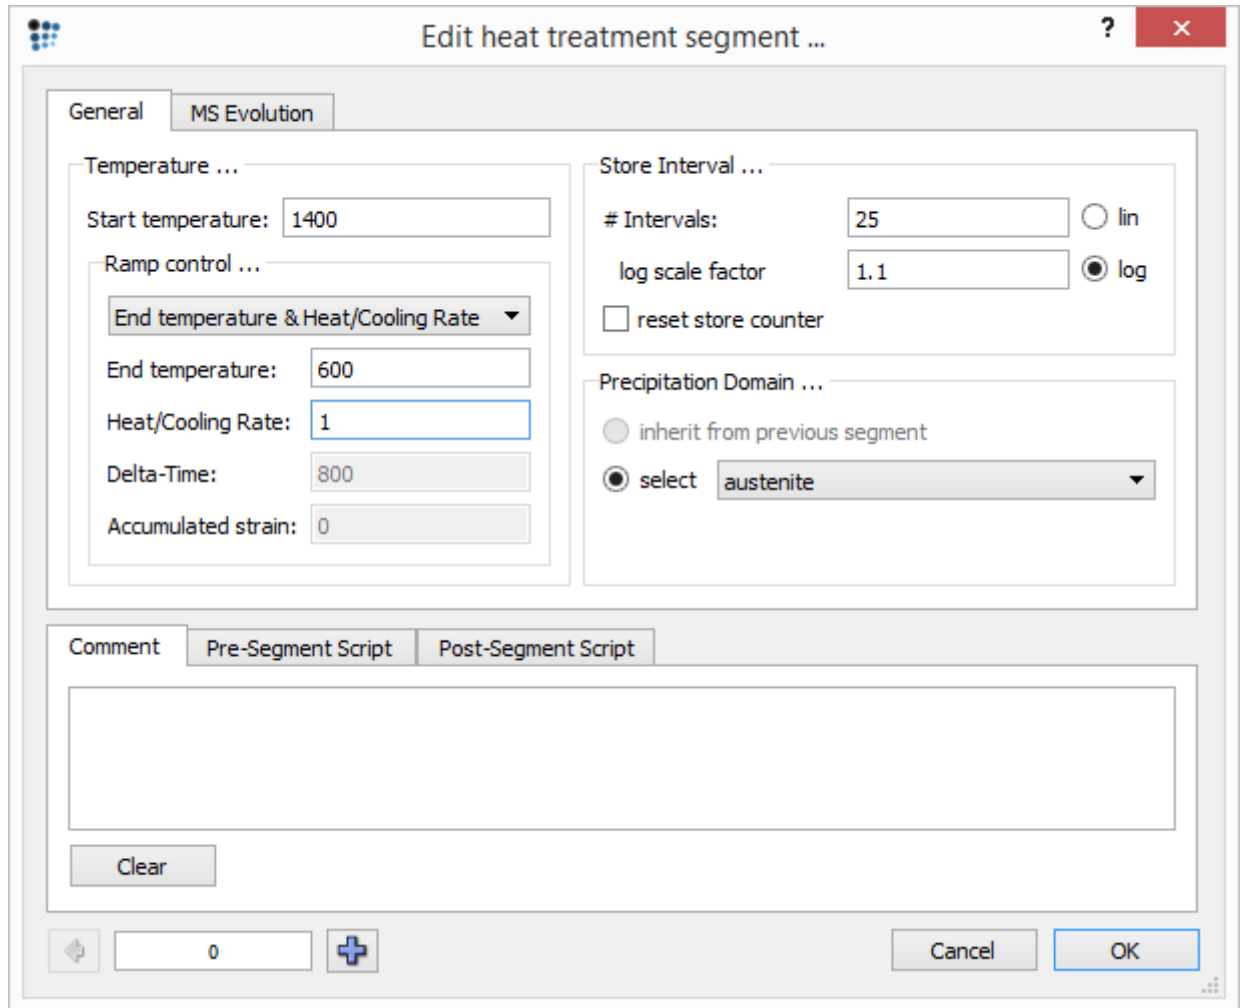 Edit heat treatment segment ...
?
General
MS Evolution
Temperature ...
Start temperature: 1400
Ramp control ...
End temperature & Heat/Cooling Rate
End temperature: 600
Heat/Cooling Rate: 1
Delta-Time: 800
Accumulated strain: 0
Store Interval ...
# Intervals: 25 lin
log scale factor 1.1 log
reset store counter
Precipitation Domain ...
inherit from previous segment
select austenite
Comment
Pre-Segment Script
Post-Segment Script
Clear
0
Cancel
OK